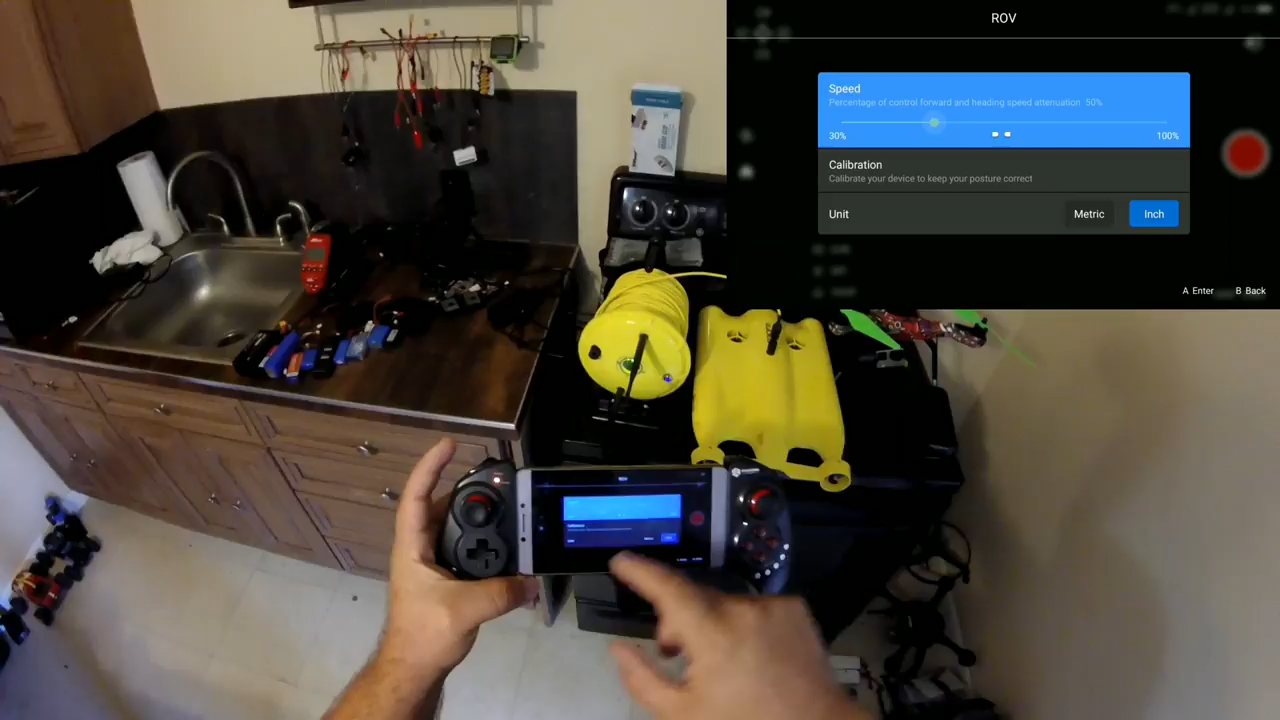 ROV
Speed
Percentage of control forward and heading speed attenuation 50%
30%
100%
Calibration
Calibrate your device to keep your posture correct
Unit
Metric
Inch
A Enter
B Back